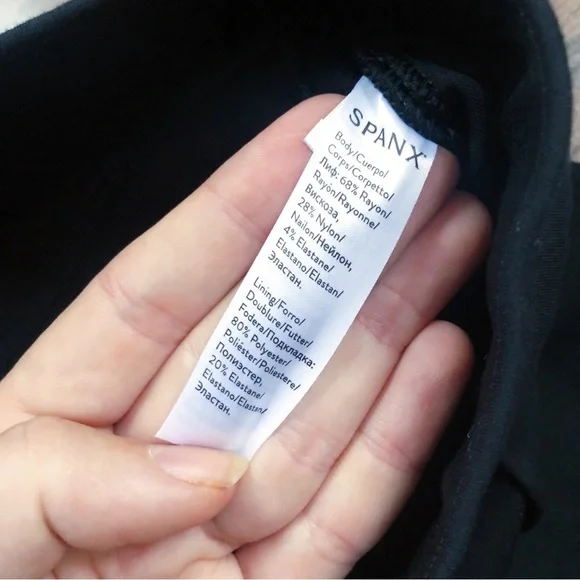 SPANX
Body/Cuerpo/
Corps/Corpetto/
Лиф: 68% Rayon/
Rayón/Rayonne/
Вискоза,
28% Nylon/
Nailon/Нейлон,
4% Elastane/
Elastano/Elastan/
Эластан.
Lining/Forro/
Doublure/Futter/
Fodera/Подкладка:
80% Polyester/
Poliéster/Poliestere/
Полиэстер,
20% Elastane/
Elastano/Elastan/
Эластан.